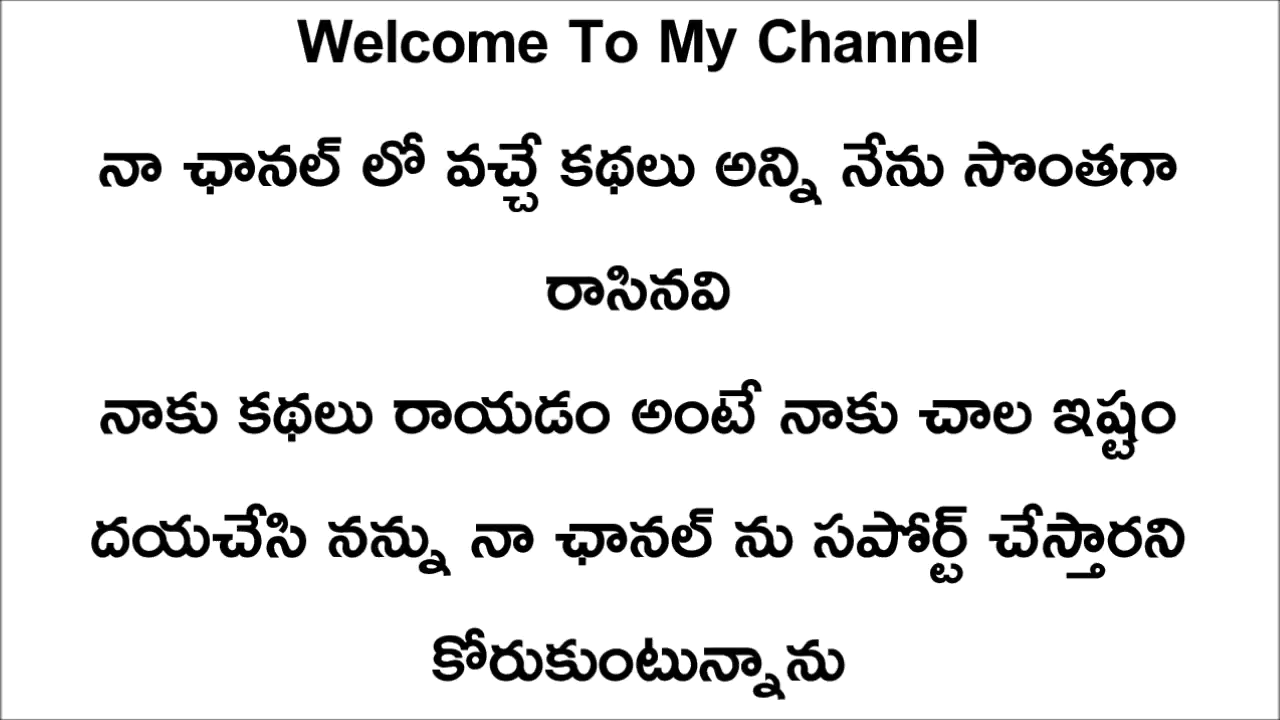 Welcome To My Channel
నా ఛానల్ లో వచ్చే కథలు అన్ని నేను సొంతగా
రాసినవి
నాకు కథలు రాయడం అంటే నాకు చాల ఇష్టం
దయచేసి నన్ను నా ఛానల్ ను సపోర్ట్ చేస్తారని
కోరుకుంటున్నాను